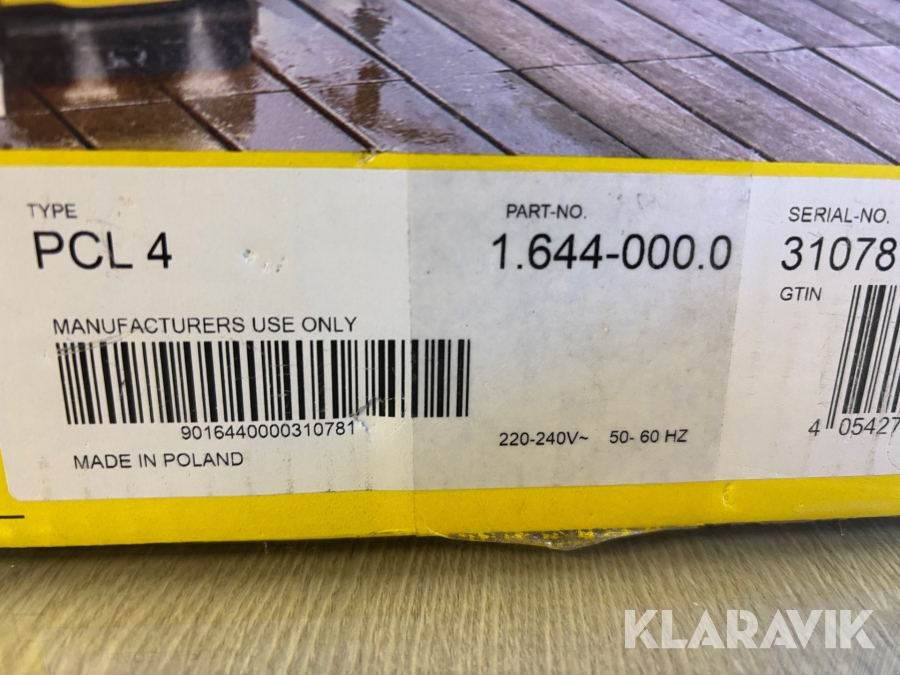 TYPE
PCL 4
PART-NO.
1.644-000.0
SERIAL-NO.
31078
GTIN
MANUFACTURERS USE ONLY
9016440000310781
4 05427
220-240V~ 50- 60 HZ
MADE IN POLAND
KLARAVIK